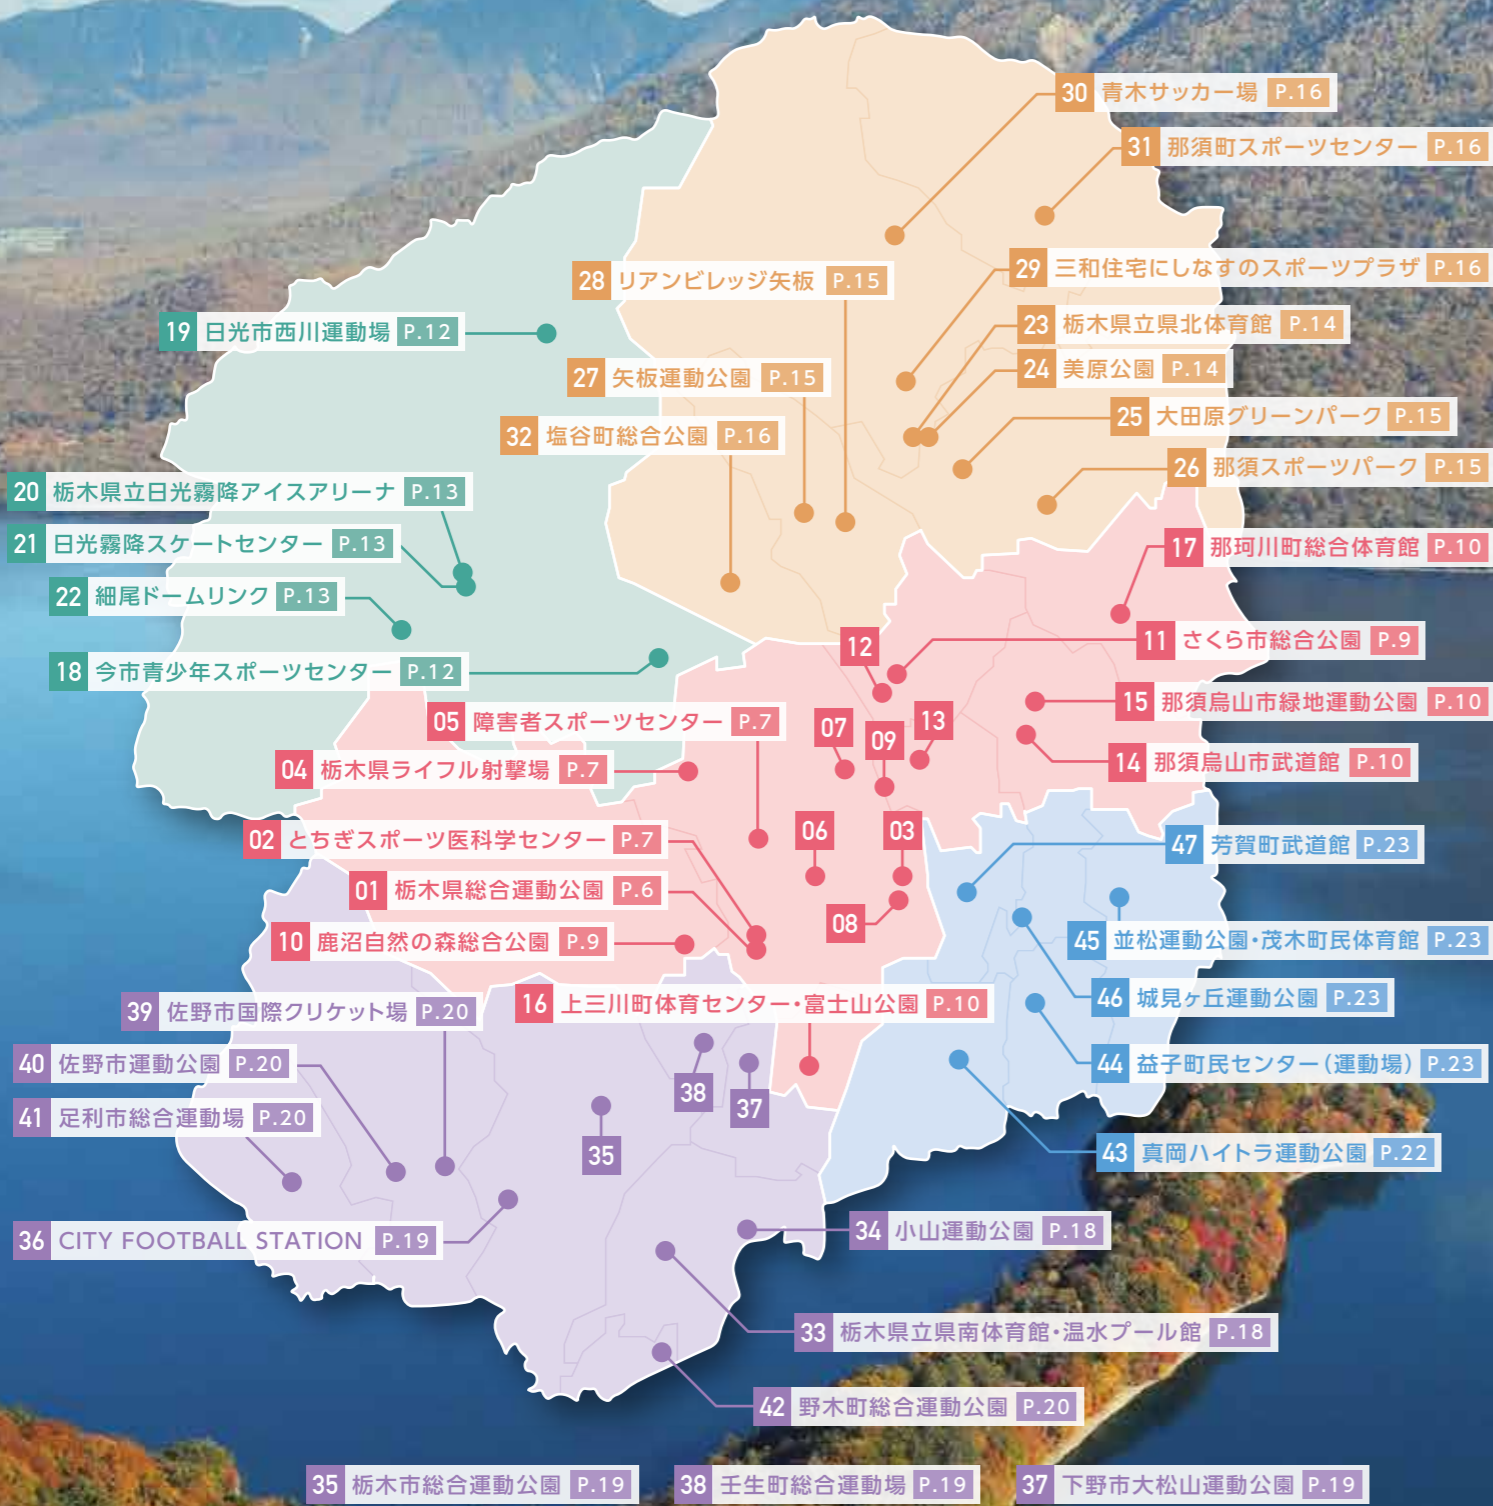 30 青木サッカー場 P.16
31 那須町スポーツセンター P.16
29 三和住宅にしなすのスポーツプラザ P.16
28 リアンビレッジ矢板 P.15
23 栃木県立県北体育館 P.14
19 日光市西川運動場 P.12
24 美原公園 P.14
27 矢板運動公園 P.15
25 大田原グリーンパーク P.15
32 塩谷町総合公園 P.16
26 那須スポーツパーク P.15
20 栃木県立日光霧降アイスアリーナ P.13
21 日光霧降スケートセンター P.13
17 那珂川町総合体育館 P.10
22 細尾ドームリンク P.13
12
11 さくら市総合公園 P.9
18 今市青少年スポーツセンター P.12
15 那須烏山市緑地運動公園 P.10
05 障害者スポーツセンター P.7
07
09
13
14 那須烏山市武道館 P.10
04 栃木県ライフル射撃場 P.7
02 とちぎスポーツ医科学センター P.7
06
03
47 芳賀町武道館 P.23
01 栃木県総合運動公園 P.6
08
10 鹿沼自然の森総合公園 P.9
45 並松運動公園・茂木町民体育館 P.23
16 上三川町体育センター・富士山公園 P.10
46 城見ヶ丘運動公園 P.23
39 佐野市国際クリケット場 P.20
40 佐野市運動公園 P.20
44 益子町民センター(運動場) P.23
38
37
41 足利市総合運動場 P.20
35
43 真岡ハイトラ運動公園 P.22
36 CITY FOOTBALL STATION P.19
34 小山運動公園 P.18
33 栃木県立県南体育館・温水プール館 P.18
42 野木町総合運動公園 P.20
35 栃木市総合運動公園 P.19
38 壬生町総合運動場 P.19
37 下野市大松山運動公園 P.19